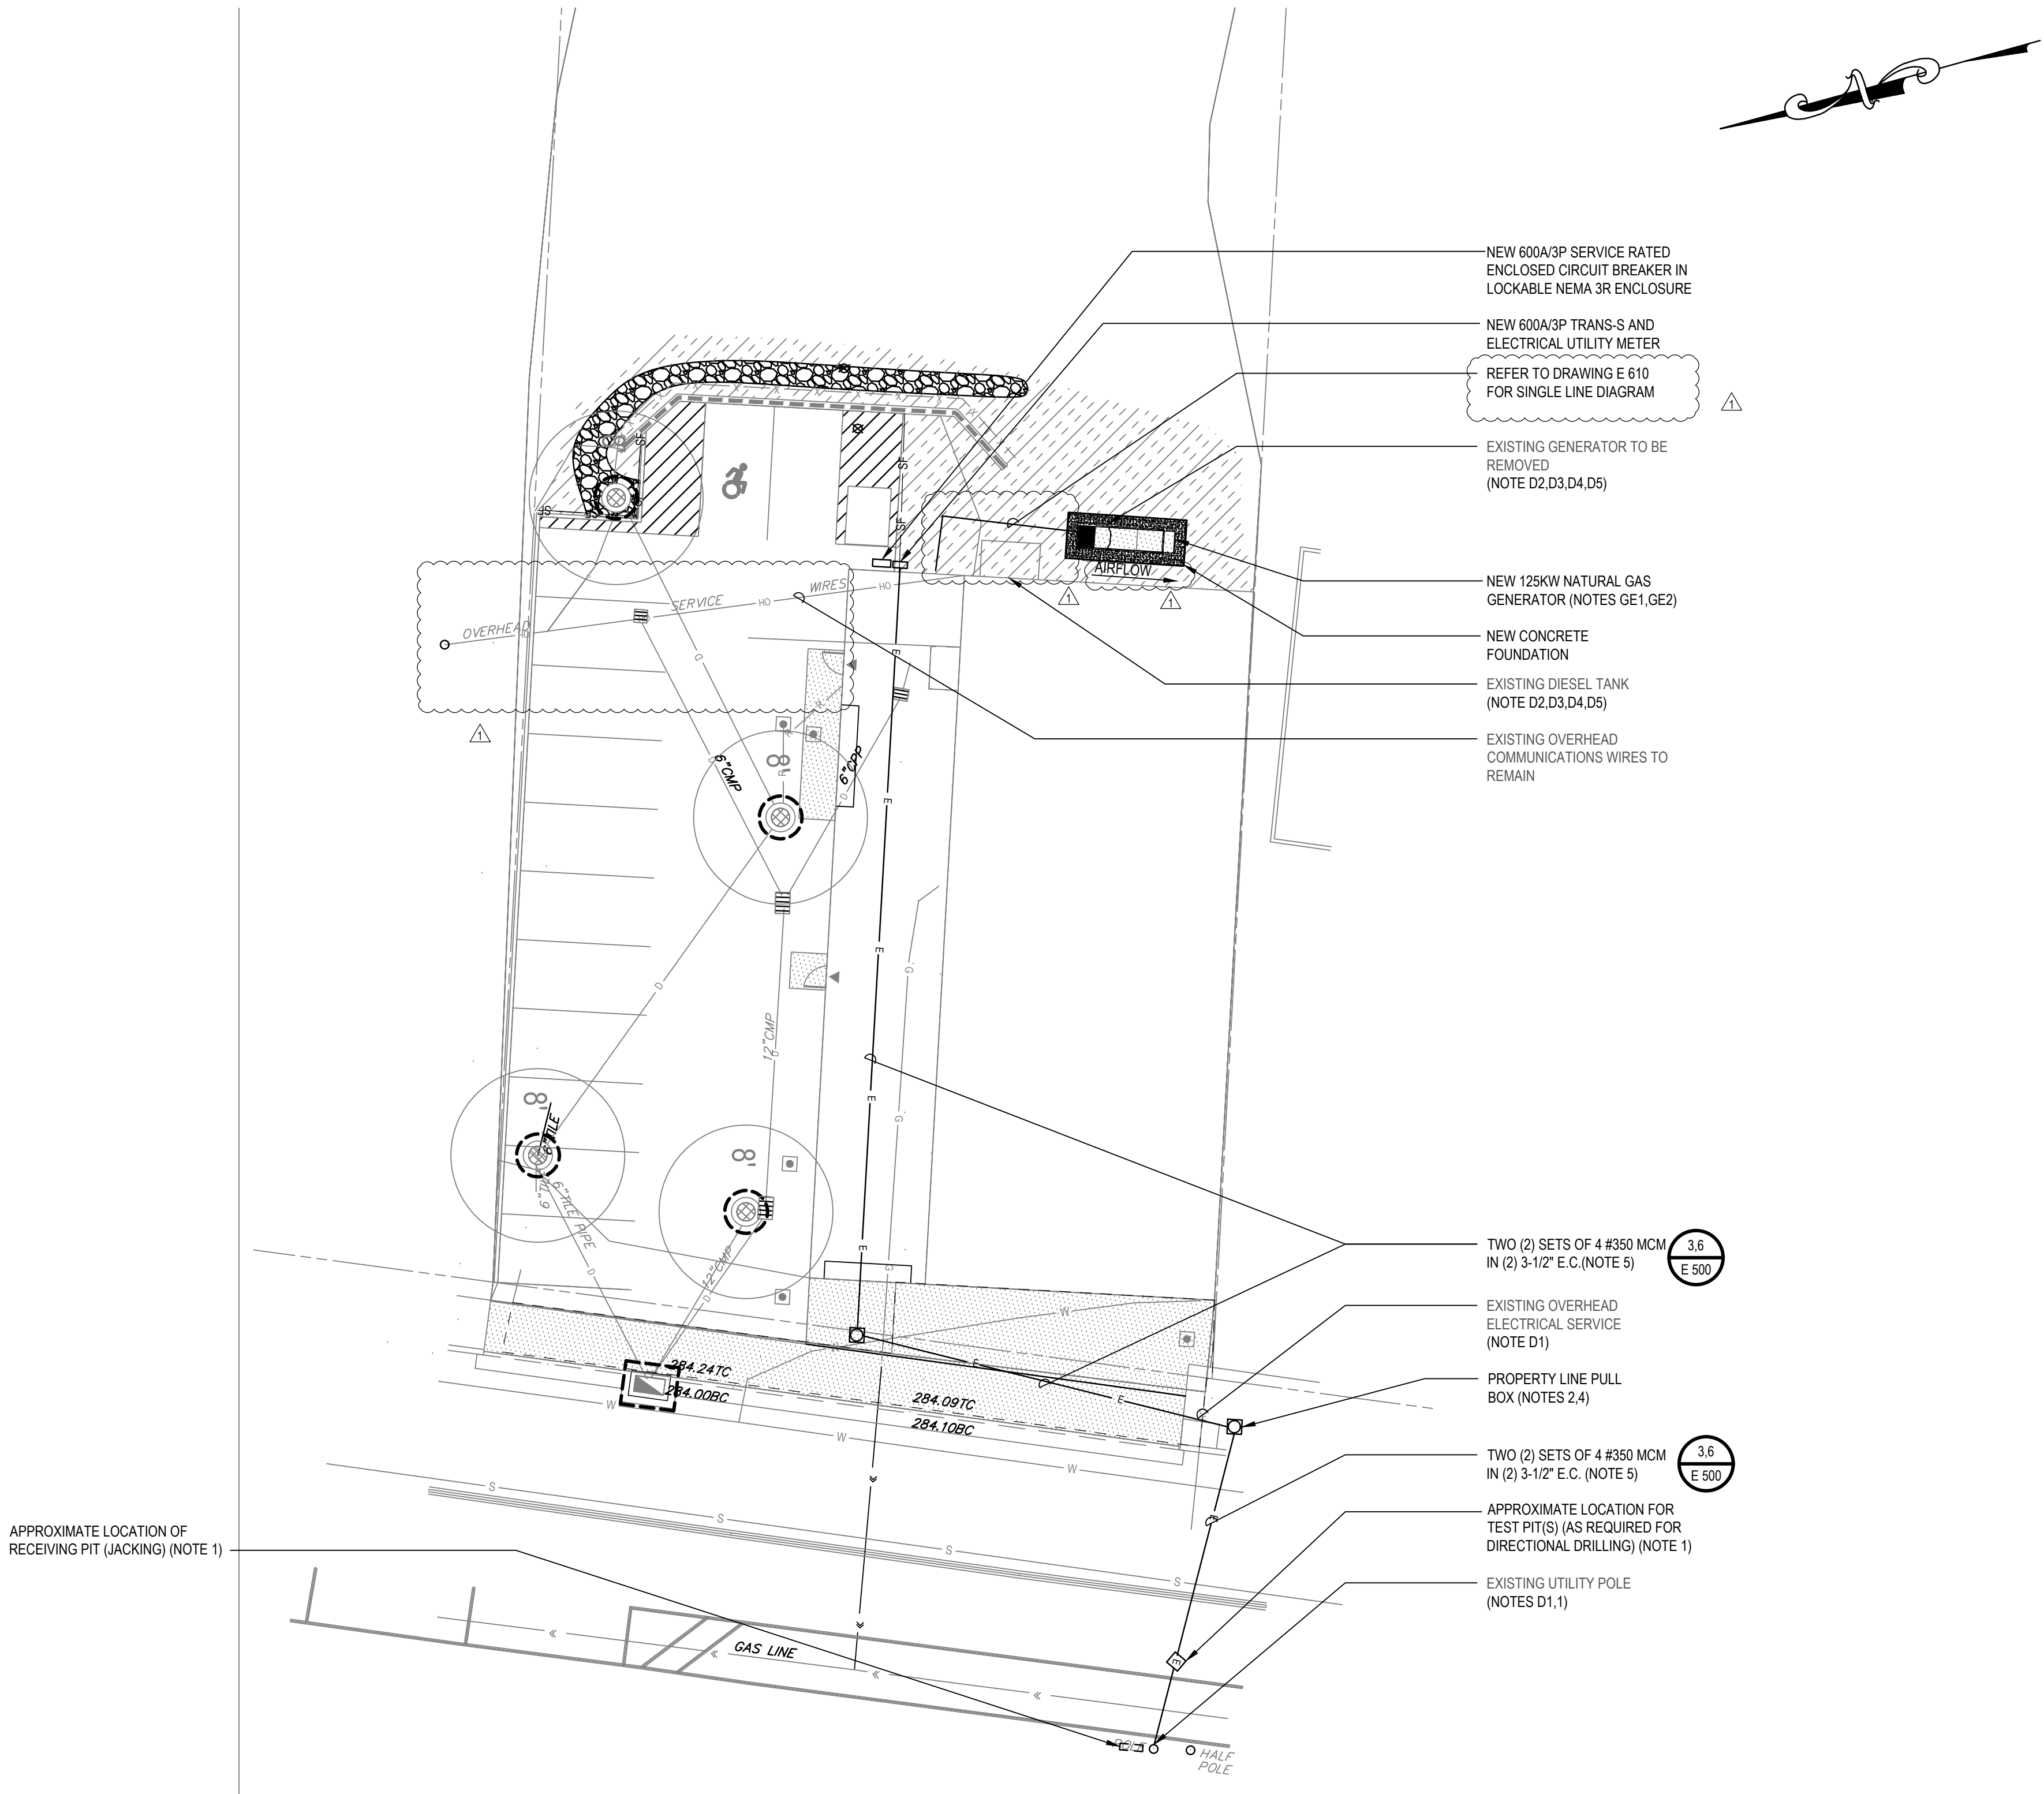 N
NEW 600A/3P SERVICE RATED
ENCLOSED CIRCUIT BREAKER IN
LOCKABLE NEMA 3R ENCLOSURE
NEW 600A/3P TRANS-S AND
ELECTRICAL UTILITY METER
REFER TO DRAWING E 610
FOR SINGLE LINE DIAGRAM
1
EXISTING GENERATOR TO BE
REMOVED
(NOTE D2,D3,D4,D5)
NEW 125KW NATURAL GAS
GENERATOR (NOTES GE1,GE2)
NEW CONCRETE
FOUNDATION
EXISTING DIESEL TANK
(NOTE D2,D3,D4,D5)
EXISTING OVERHEAD
COMMUNICATIONS WIRES TO
REMAIN
TWO (2) SETS OF 4 #350 MCM
IN (2) 3-1/2" E.C.(NOTE 5)
3,6
E 500
EXISTING OVERHEAD
ELECTRICAL SERVICE
(NOTE D1)
PROPERTY LINE PULL
BOX (NOTES 2,4)
TWO (2) SETS OF 4 #350 MCM
IN (2) 3-1/2" E.C. (NOTE 5)
3,6
E 500
APPROXIMATE LOCATION FOR
TEST PIT(S) (AS REQUIRED FOR
DIRECTIONAL DRILLING) (NOTE 1)
EXISTING UTILITY POLE
(NOTES D1,1)
APPROXIMATE LOCATION OF
RECEIVING PIT (JACKING) (NOTE 1)
SF
SF
SF
SF
SF
AIRFLOW
1
1
1
OVERHEAD SERVICE WIRES
HO
HO
HO
D
D
D
6"CMP
6"CPP
8'
R
R
E
E
E
E
E
E
E
G
G
G
D
D
12"CMP
8'
6"TILE
6"TILE PIPE
8'
12"CMP
D
D
W
W
284.24TC
284.00BC
284.09TC
284.10BC
W
W
W
S
S
S
S
GAS LINE
E
POLE
HALF
POLE